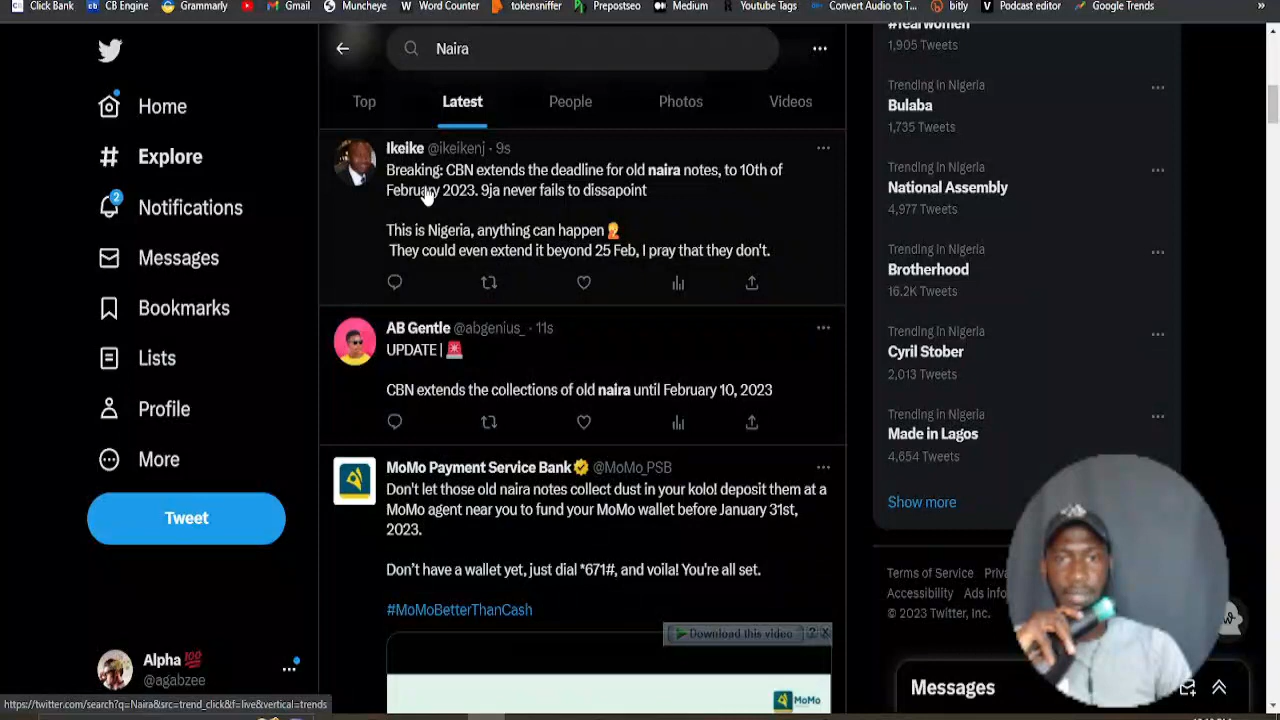 Click Bank
CB Engine
Grammarly
Gmail
Muncheye
Word Counter
tokensniffer
Prepostseo
Medium
Youtube Tags
Convert Audio to T...
bitly
Podcast editor
Google Trends
»
Naira
Top
Latest
People
Photos
Videos
Home
Explore
2
Notifications
Messages
Bookmarks
Lists
Profile
More
Tweet
Alpha 💯
@agabzee
Ikeike @ikeikenj · 9s
Breaking: CBN extends the deadline for old naira notes, to 10th of
February 2023. 9ja never fails to dissapoint
This is Nigeria, anything can happen
They could even extend it beyond 25 Feb, I pray that they don't.
AB Gentle @abgenius_ · 11s
UPDATE | 🚨
CBN extends the collections of old naira until February 10, 2023
MoMo Payment Service Bank @MoMo_PSB
Don't let those old naira notes collect dust in your kolo! deposit them at a
MoMo agent near you to fund your MoMo wallet before January 31st,
2023.
Don't have a wallet yet, just dial *671#, and voila! You're all set.
#MoMoBetterThanCash
Download this video
? X
MoMo
#fearwomen
1,905 Tweets
Trending in Nigeria
Bulaba
1,735 Tweets
Trending in Nigeria
National Assembly
4,977 Tweets
Trending in Nigeria
Brotherhood
16.2K Tweets
Trending in Nigeria
Cyril Stober
2,013 Tweets
Trending in Nigeria
Made in Lagos
4,654 Tweets
Show more
Terms of Service
Accessibility
© 2023 Twitter, Inc.
Messages
https://twitter.com/search?q=Naira&src=trend_click&f=live&vertical=trends